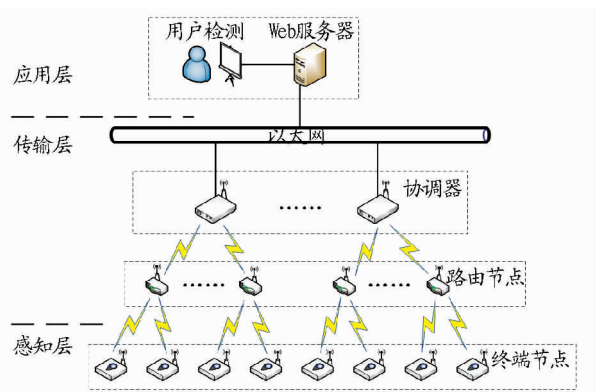 用户检测 Web服务器
应用层
以太网
传输层
协调器
……
……
……
路由节点
感知层
终端节点